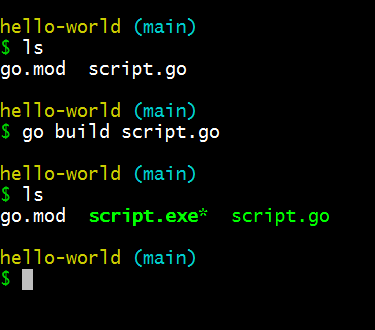 hello-world (main)
$ ls
go.mod  script.go
hello-world (main)
$ go build script.go
hello-world (main)
$ ls
go.mod  script.exe*  script.go
hello-world (main)
$